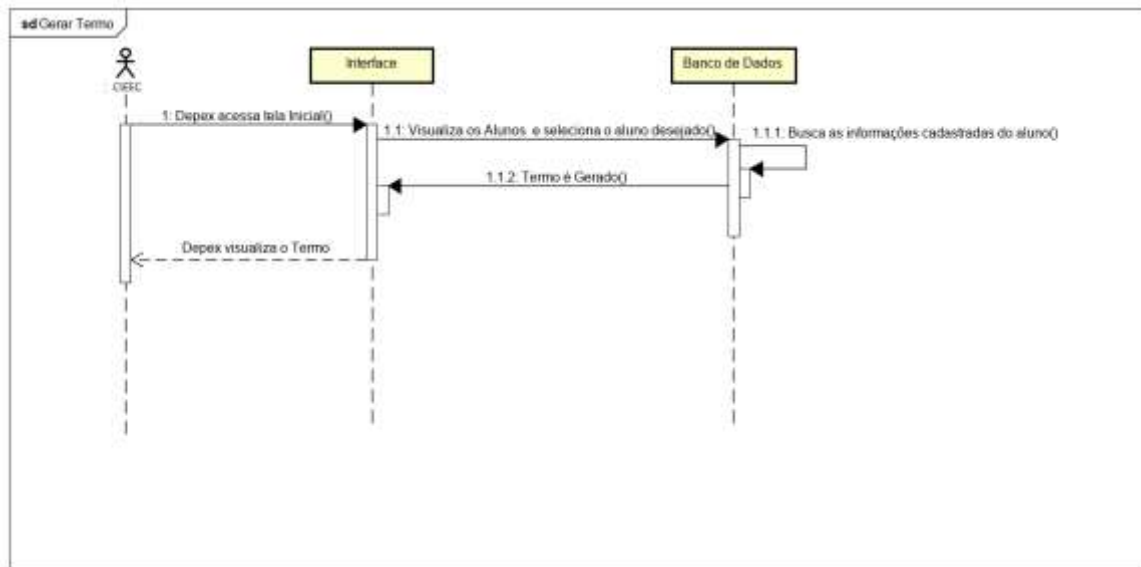 sd Gerar Termo
Interface
Banco de Dados
1: Depex acessa tela Inicial()
1.1: Visualiza os Alunos e seleciona o aluno desejado()
1.1.1: Busca as informações cadastradas do aluno()
1.1.2: Termo é Gerado()
Depex visualiza o Termo